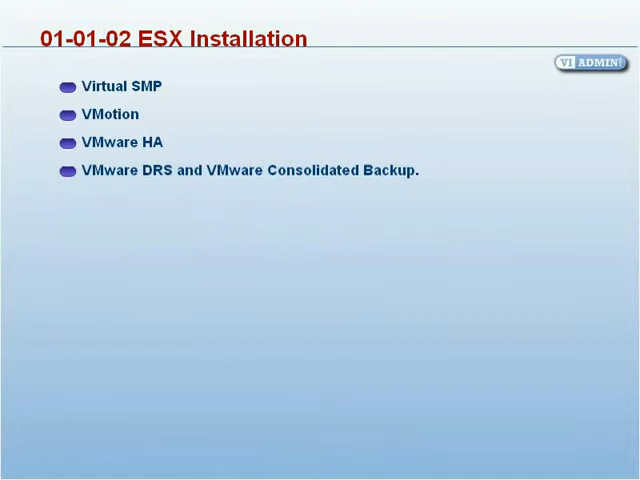 01-01-02 ESX Installation
VI ADMIN!
Virtual SMP
VMotion
VMware HA
VMware DRS and VMware Consolidated Backup.